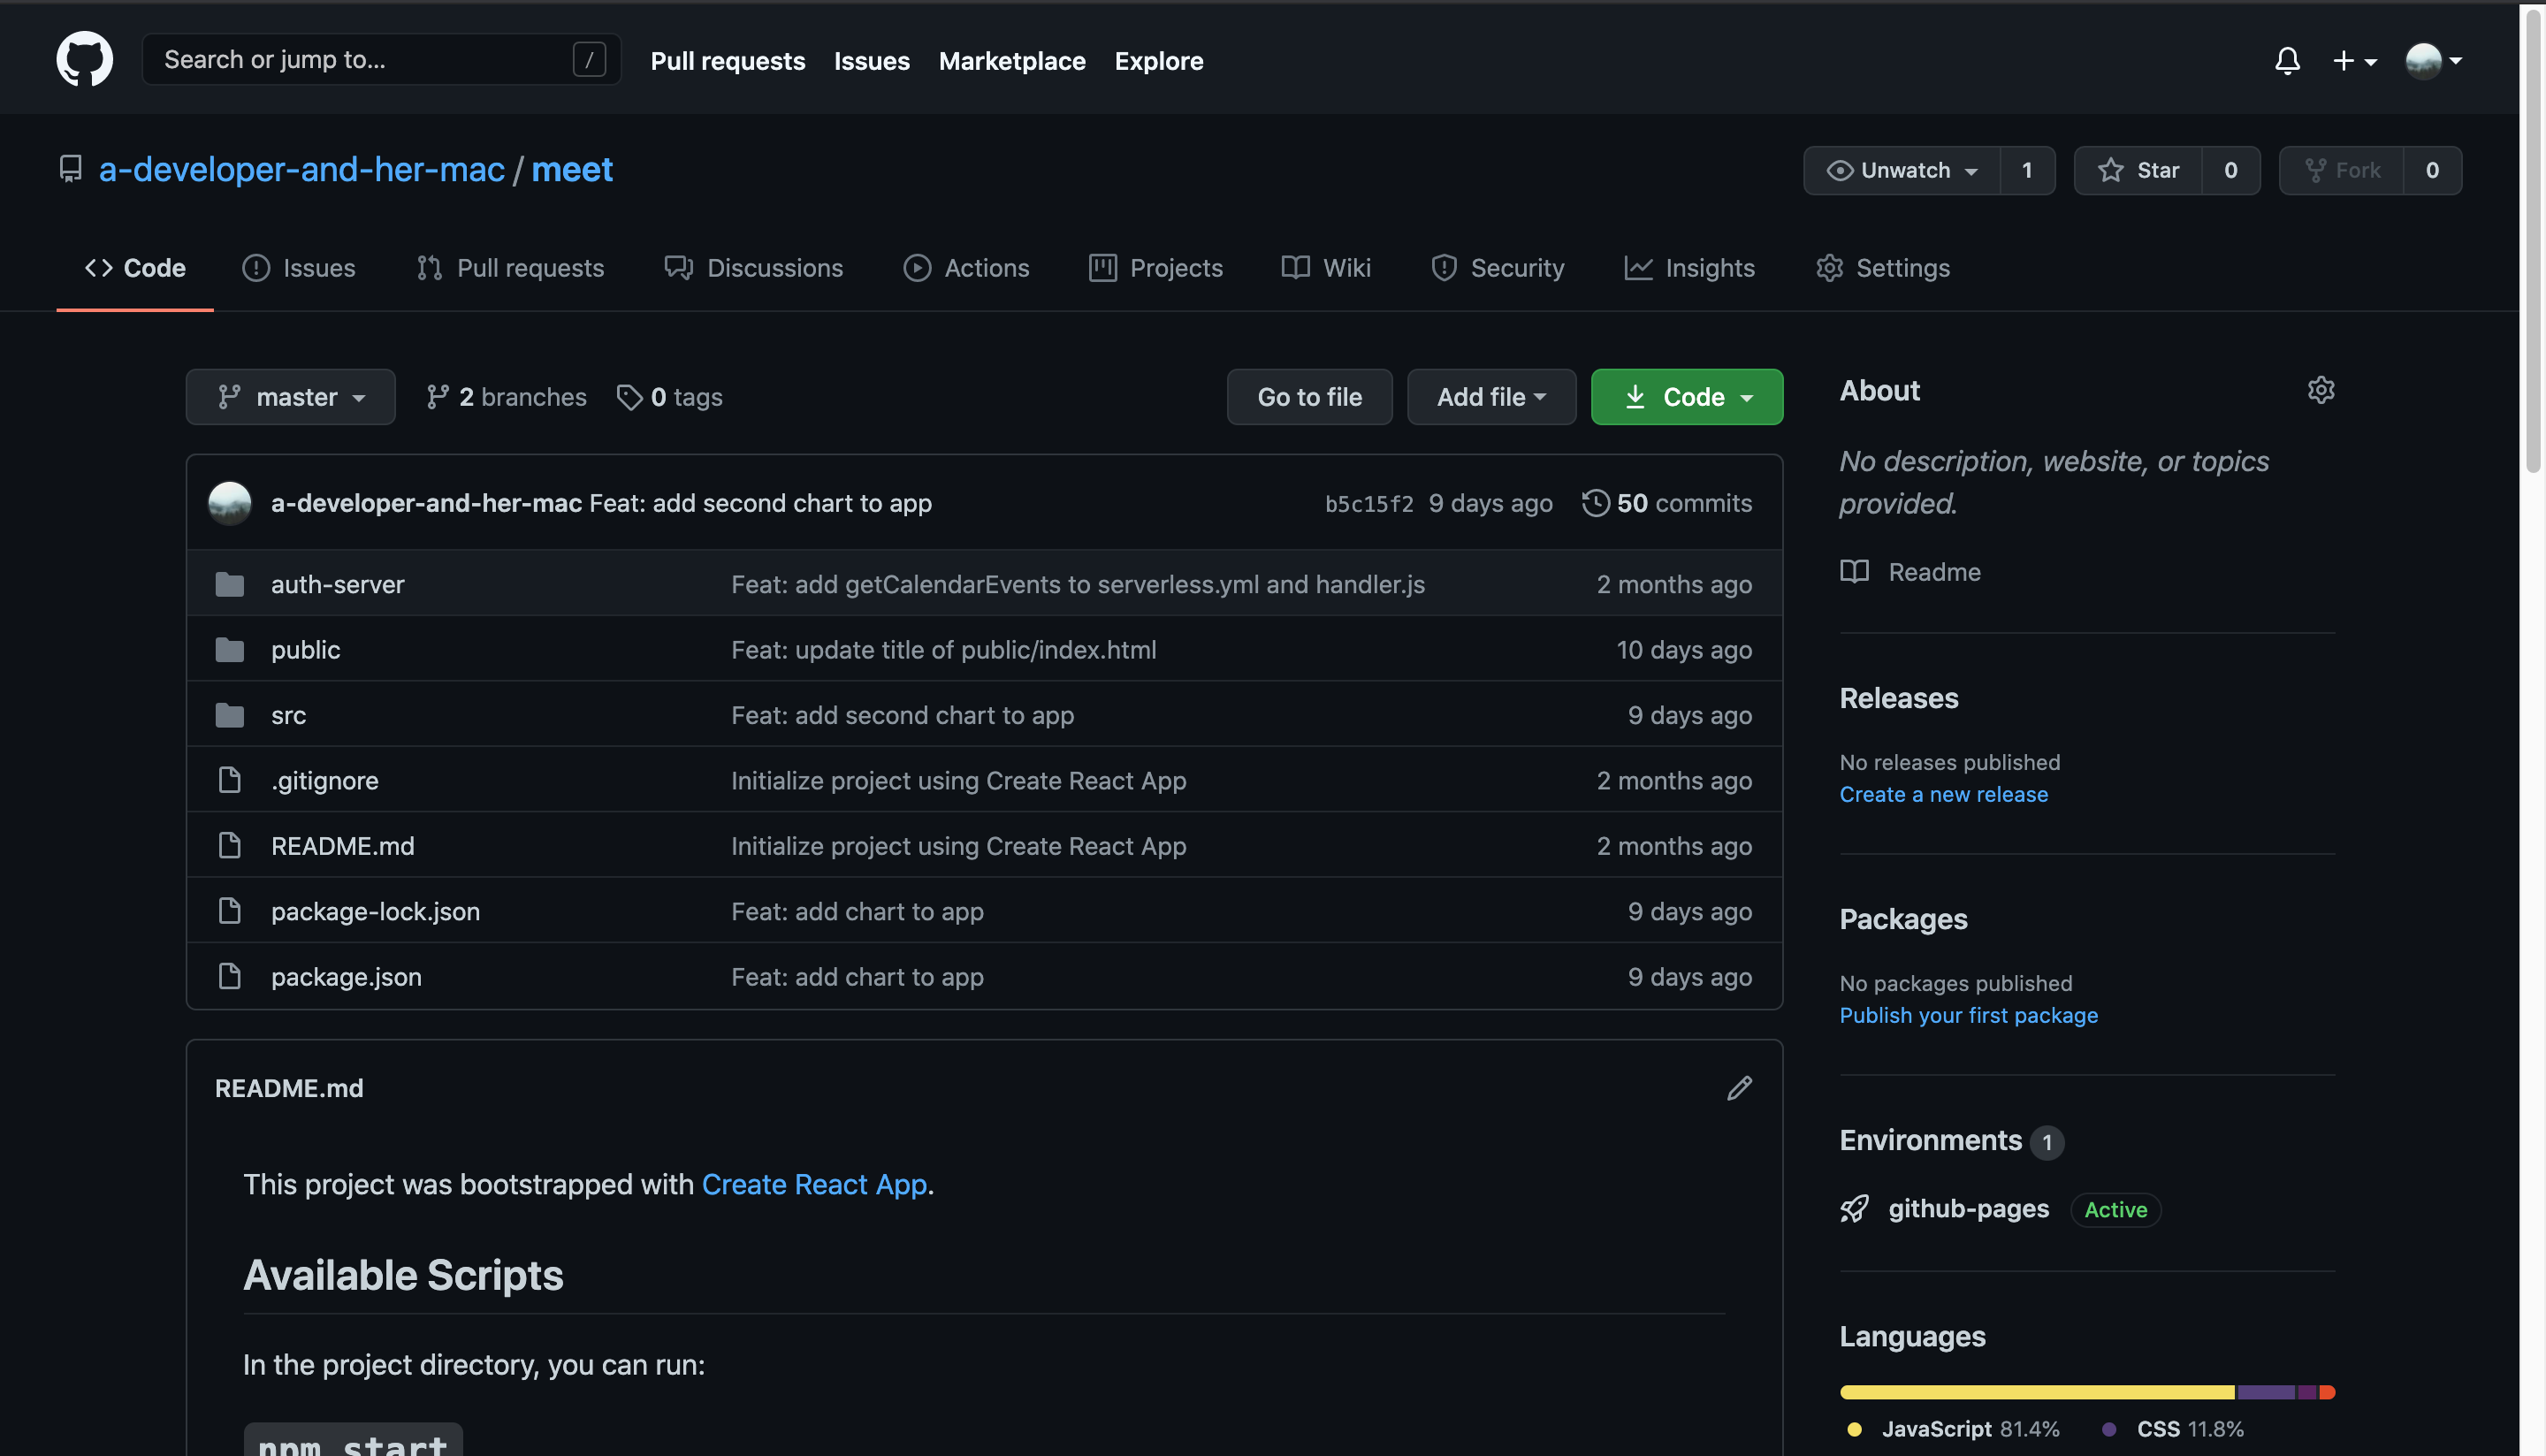 Search or jump to... / Pull requests Issues Marketplace Explore
a-developer-and-her-mac / meet Unwatch 1 Star 0 Fork 0
Code Issues Pull requests Discussions Actions Projects Wiki Security Insights Settings
master 2 branches 0 tags Go to file Add file Code
a-developer-and-her-mac Feat: add second chart to app b5c15f2 9 days ago 50 commits
auth-server Feat: add getCalendarEvents to serverless.yml and handler.js 2 months ago
public Feat: update title of public/index.html 10 days ago
src Feat: add second chart to app 9 days ago
.gitignore Initialize project using Create React App 2 months ago
README.md Initialize project using Create React App 2 months ago
package-lock.json Feat: add chart to app 9 days ago
package.json Feat: add chart to app 9 days ago
README.md
This project was bootstrapped with Create React App.
Available Scripts
In the project directory, you can run:
npm start
About
No description, website, or topics
provided.
Readme
Releases
No releases published
Create a new release
Packages
No packages published
Publish your first package
Environments 1
github-pages Active
Languages
JavaScript 81.4% CSS 11.8%